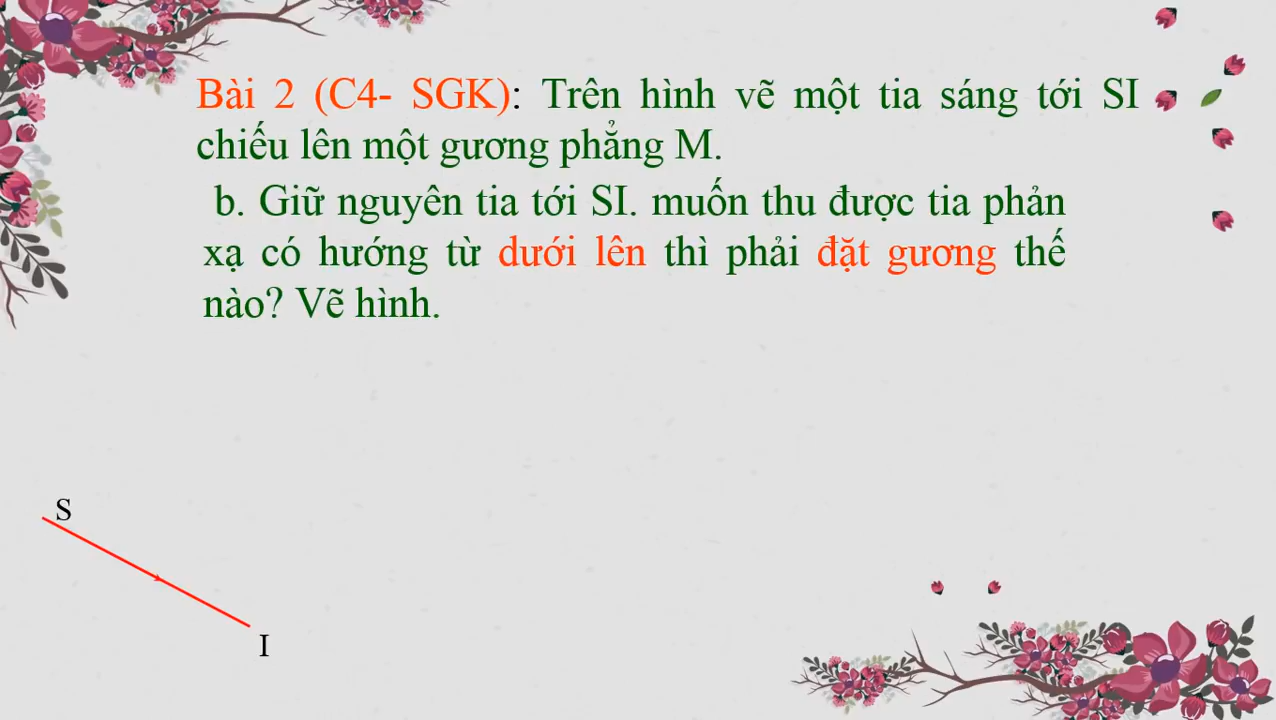 Bài 2 (C4- SGK): Trên hình vẽ một tia sáng tới SI
chiếu lên một gương phẳng M.
b. Giữ nguyên tia tới SI. muốn thu được tia phản
xạ có hướng từ dưới lên thì phải đặt gương thế
nào? Vẽ hình.
S
I